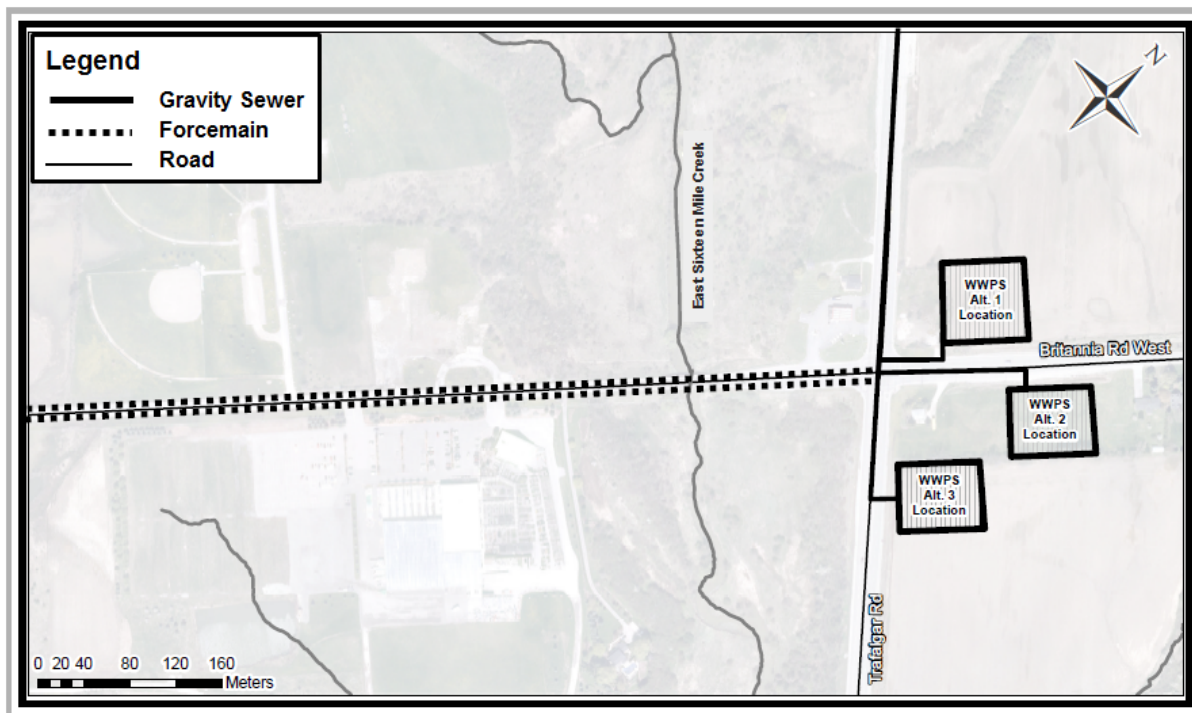 Legend
Gravity Sewer
Forcemain
Road
N
East Sixteen Mile Creek
WWPS
Alt. 1
Location
Britannia Rd West
WWPS
Alt. 2
Location
WWPS
Alt. 3
Location
Trafalgar Rd
0 20 40 80 120 160
Meters